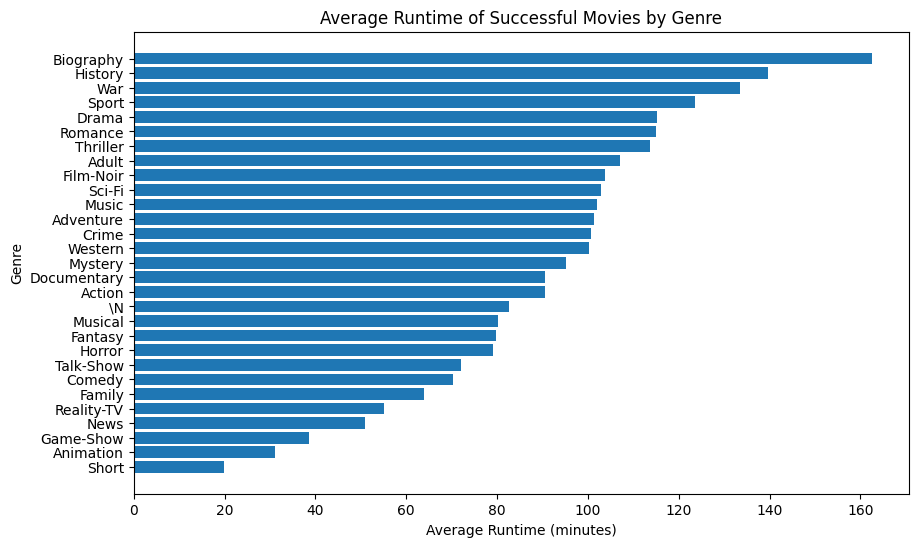 Average Runtime of Successful Movies by Genre
Genre
Biography
History
War
Sport
Drama
Romance
Thriller
Adult
Film-Noir
Sci-Fi
Music
Adventure
Crime
Western
Mystery
Documentary
Action
\N
Musical
Fantasy
Horror
Talk-Show
Comedy
Family
Reality-TV
News
Game-Show
Animation
Short
0 20 40 60 80 100 120 140 160
Average Runtime (minutes)